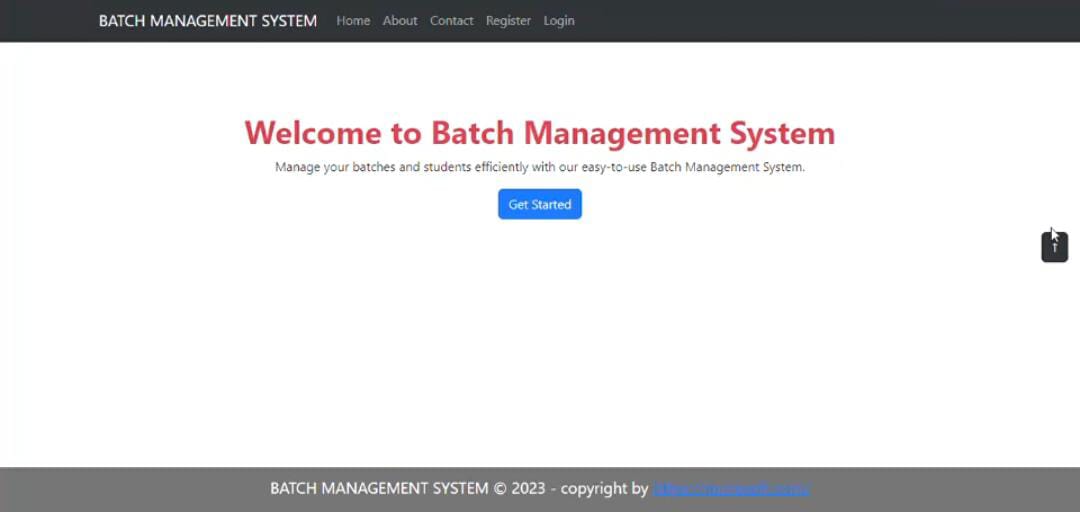 BATCH MANAGEMENT SYSTEM Home About Contact Register Login
Welcome to Batch Management System
Manage your batches and students efficiently with our easy-to-use Batch Management System.
Get Started
↑
BATCH MANAGEMENT SYSTEM © 2023 - copyright by